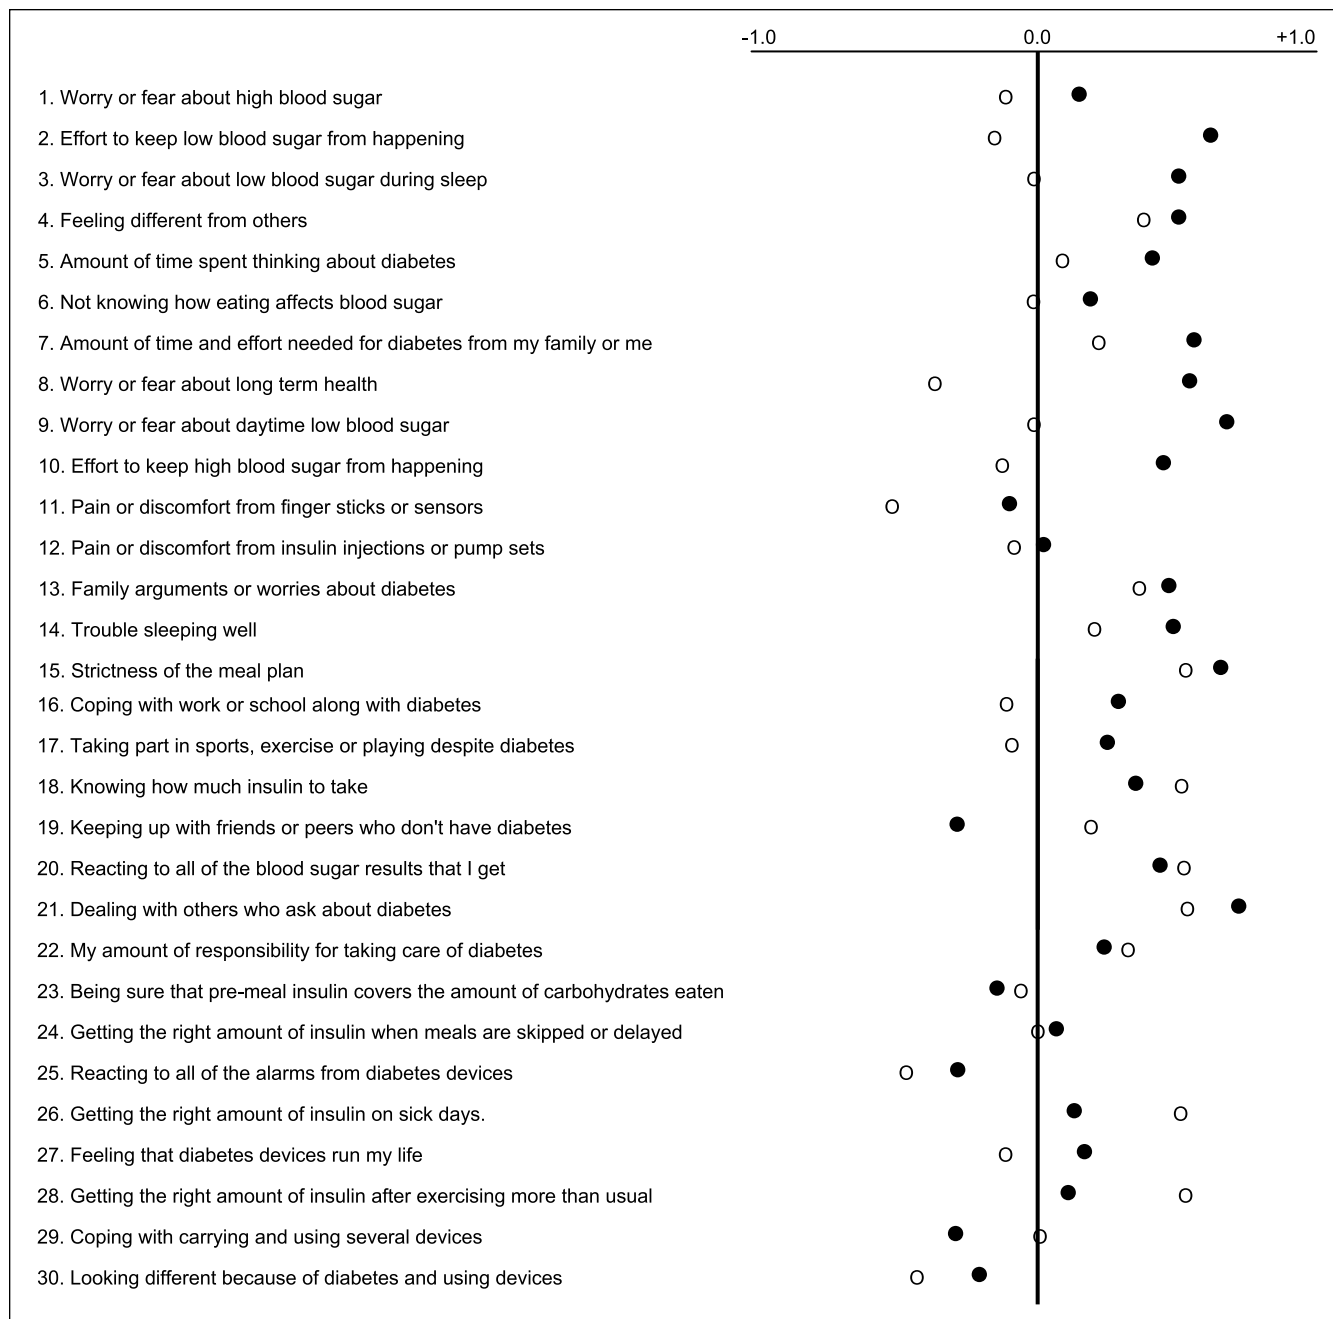 -1.0 0.0 +1.0
1. Worry or fear about high blood sugar
2. Effort to keep low blood sugar from happening
3. Worry or fear about low blood sugar during sleep
4. Feeling different from others
5. Amount of time spent thinking about diabetes
6. Not knowing how eating affects blood sugar
7. Amount of time and effort needed for diabetes from my family or me
8. Worry or fear about long term health
9. Worry or fear about daytime low blood sugar
10. Effort to keep high blood sugar from happening
11. Pain or discomfort from finger sticks or sensors
12. Pain or discomfort from insulin injections or pump sets
13. Family arguments or worries about diabetes
14. Trouble sleeping well
15. Strictness of the meal plan
16. Coping with work or school along with diabetes
17. Taking part in sports, exercise or playing despite diabetes
18. Knowing how much insulin to take
19. Keeping up with friends or peers who don't have diabetes
20. Reacting to all of the blood sugar results that I get
21. Dealing with others who ask about diabetes
22. My amount of responsibility for taking care of diabetes
23. Being sure that pre-meal insulin covers the amount of carbohydrates eaten
24. Getting the right amount of insulin when meals are skipped or delayed
25. Reacting to all of the alarms from diabetes devices
26. Getting the right amount of insulin on sick days.
27. Feeling that diabetes devices run my life
28. Getting the right amount of insulin after exercising more than usual
29. Coping with carrying and using several devices
30. Looking different because of diabetes and using devices